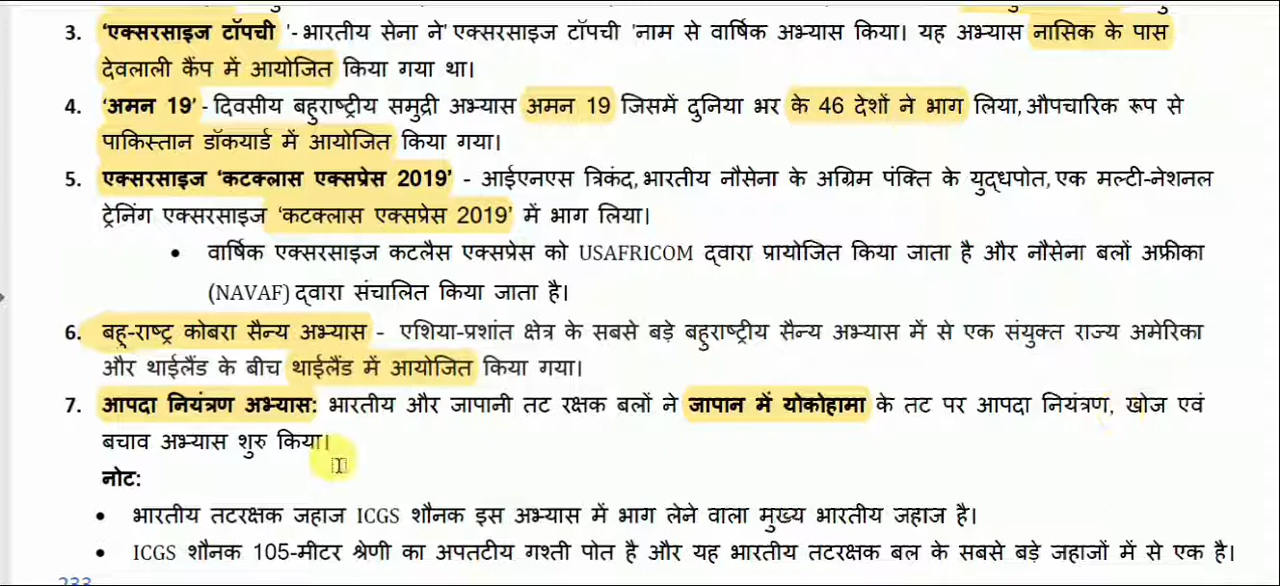 3. ‘एक्सरसाइज टॉपची '- भारतीय सेना ने' एक्सरसाइज टॉपची 'नाम से वार्षिक अभ्यास किया। यह अभ्यास नासिक के पास
देवलाली कैंप में आयोजित किया गया था।
4. ‘अमन 19’ - दिवसीय बहुराष्ट्रीय समुद्री अभ्यास अमन 19 जिसमें दुनिया भर के 46 देशों ने भाग लिया, औपचारिक रूप से
पाकिस्तान डॉकयार्ड में आयोजित किया गया।
5. एक्सरसाइज ‘कटक्लास एक्सप्रेस 2019’ - आईएनएस त्रिकंद, भारतीय नौसेना के अग्रिम पंक्ति के युद्धपोत, एक मल्टी-नेशनल
ट्रेनिंग एक्सरसाइज ‘कटक्लास एक्सप्रेस 2019’ में भाग लिया।
• वार्षिक एक्सरसाइज कटलैस एक्सप्रेस को USAFRICOM द्वारा प्रायोजित किया जाता है और नौसेना बलों अफ्रीका
(NAVAF) द्वारा संचालित किया जाता है।
6. बहु-राष्ट्र कोबरा सैन्य अभ्यास - एशिया-प्रशांत क्षेत्र के सबसे बड़े बहुराष्ट्रीय सैन्य अभ्यास में से एक संयुक्त राज्य अमेरिका
और थाईलैंड के बीच थाईलैंड में आयोजित किया गया।
7. आपदा नियंत्रण अभ्यास: भारतीय और जापानी तट रक्षक बलों ने जापान में योकोहामा के तट पर आपदा नियंत्रण, खोज एवं
बचाव अभ्यास शुरु किया।
नोट:
• भारतीय तटरक्षक जहाज ICGS शौनक इस अभ्यास में भाग लेने वाला मुख्य भारतीय जहाज है।
• ICGS शौनक 105-मीटर श्रेणी का अपतटीय गश्ती पोत है और यह भारतीय तटरक्षक बल के सबसे बड़े जहाजों में से एक है।
233